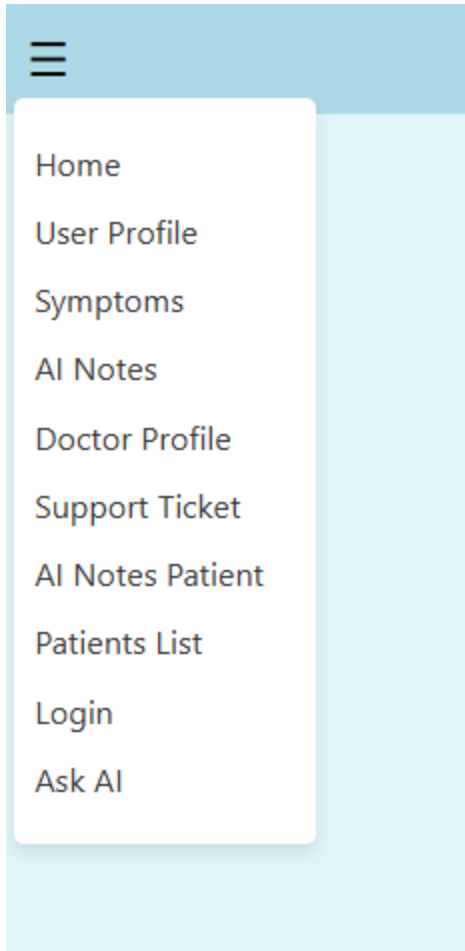 Home
User Profile
Symptoms
AI Notes
Doctor Profile
Support Ticket
AI Notes Patient
Patients List
Login
Ask AI